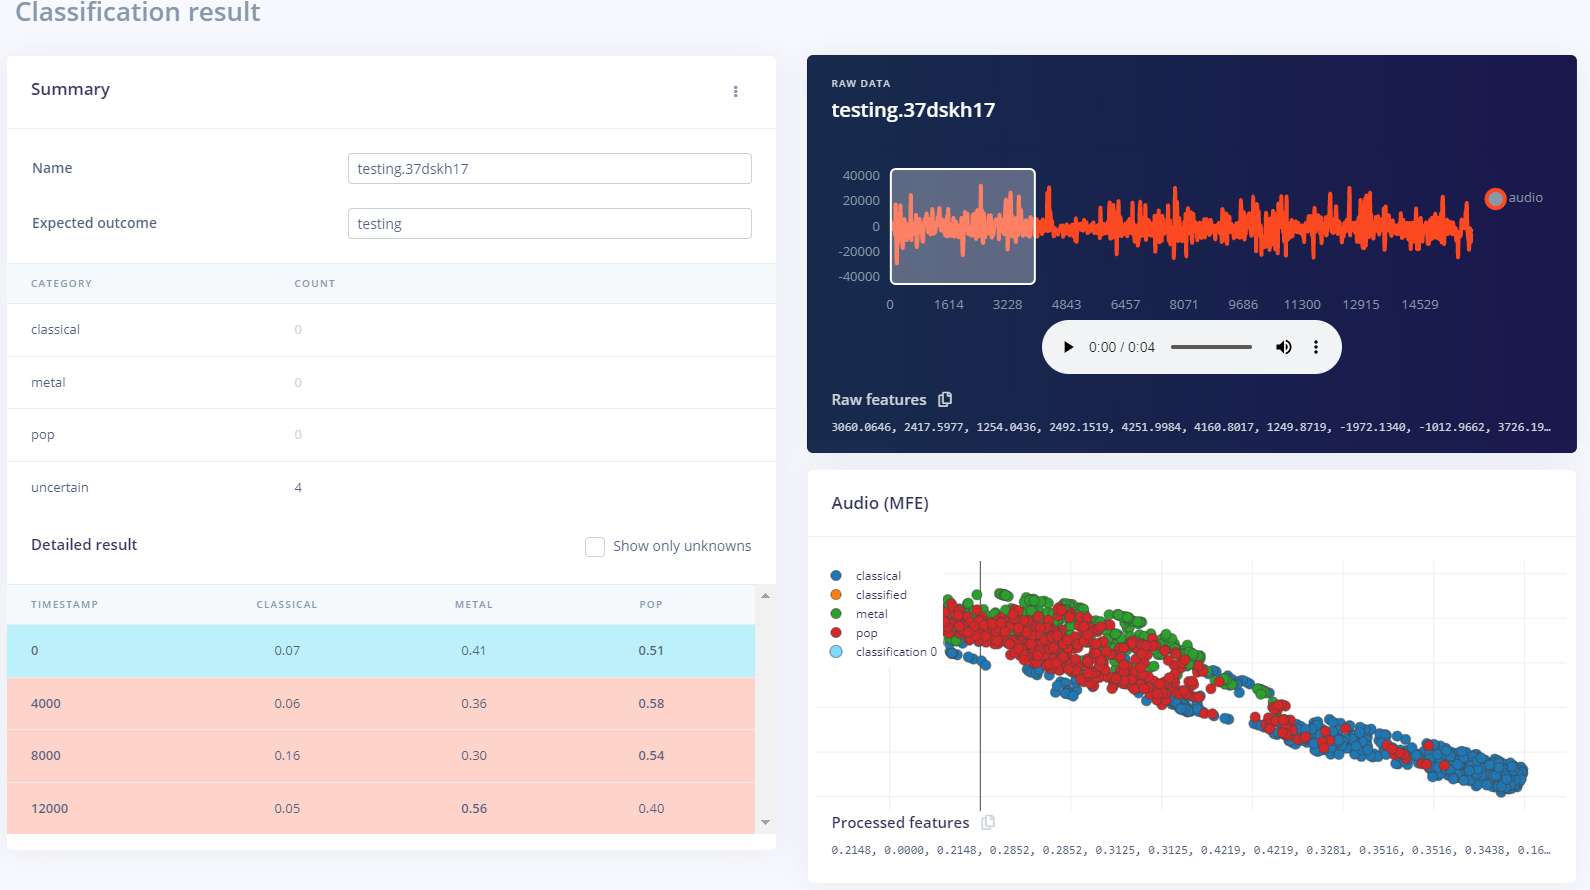 Classification result
Summary
Name
testing.37dskh17
Expected outcome
testing
CATEGORY COUNT
classical 0
metal 0
pop 0
uncertain 4
Detailed result
Show only unknowns
TIMESTAMP CLASSICAL METAL POP
0 0.07 0.41 0.51
4000 0.06 0.36 0.58
8000 0.16 0.30 0.54
12000 0.05 0.56 0.40
RAW DATA
testing.37dskh17
40000
20000
0
-20000
-40000
audio
0 1614 3228 4843 6457 8071 9686 11300 12915 14529
0:00 / 0:04
Raw features
3060.0646, 2417.5977, 1254.0436, 2492.1519, 4251.9984, 4160.8017, 1249.8719, -1972.1340, -1012.9662, 3726.19…
Audio (MFE)
classical
classified
metal
pop
classification 0
Processed features
0.2148, 0.0000, 0.2148, 0.2852, 0.2852, 0.3125, 0.3125, 0.4219, 0.4219, 0.3281, 0.3516, 0.3516, 0.3438, 0.16…